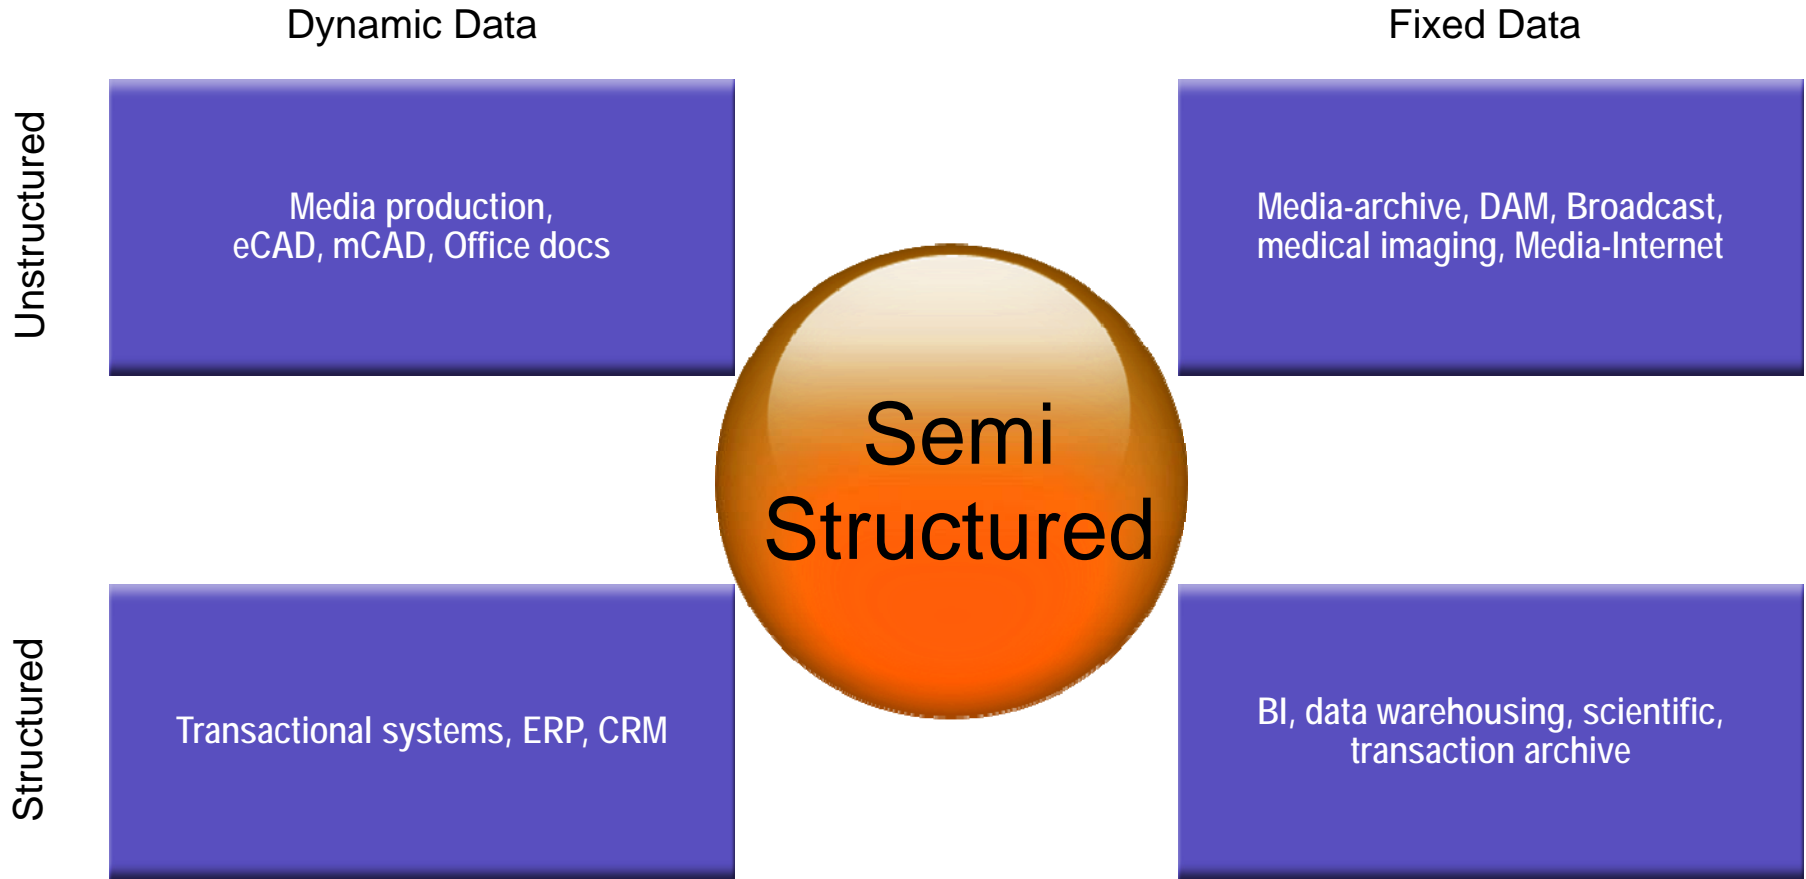 Dynamic Data
Fixed Data
Unstructured
Media production,
eCAD, mCAD, Office docs
Media-archive, DAM, Broadcast,
medical imaging, Media-Internet
Semi
Structured
Structured
Transactional systems, ERP, CRM
BI, data warehousing, scientific,
transaction archive